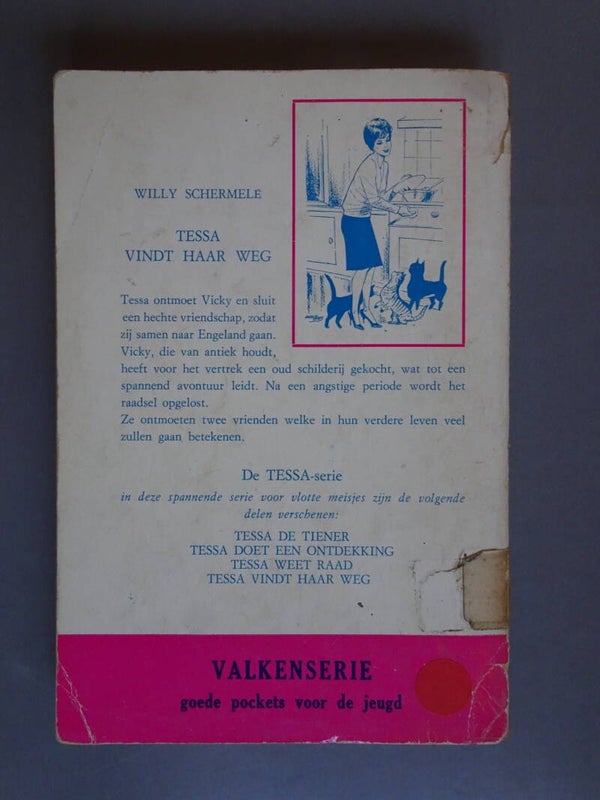 WILLY SCHERMELÉ
TESSA
VINDT HAAR WEG
Tessa ontmoet Vicky en sluit
een hechte vriendschap, zodat
zij samen naar Engeland gaan.
Vicky, die van antiek houdt,
heeft voor het vertrek een oud schilderij gekocht, wat tot een
spannend avontuur leidt. Na een angstige periode wordt het
raadsel opgelost.
Ze ontmoeten twee vrienden welke in hun verdere leven veel
zullen gaan betekenen.
De TESSA-serie
in deze spannende serie voor vlotte meisjes zijn de volgende
delen verschenen:
TESSA DE TIENER
TESSA DOET EEN ONTDEKKING
TESSA WEET RAAD
TESSA VINDT HAAR WEG
VALKENSERIE
goede pockets voor de jeugd